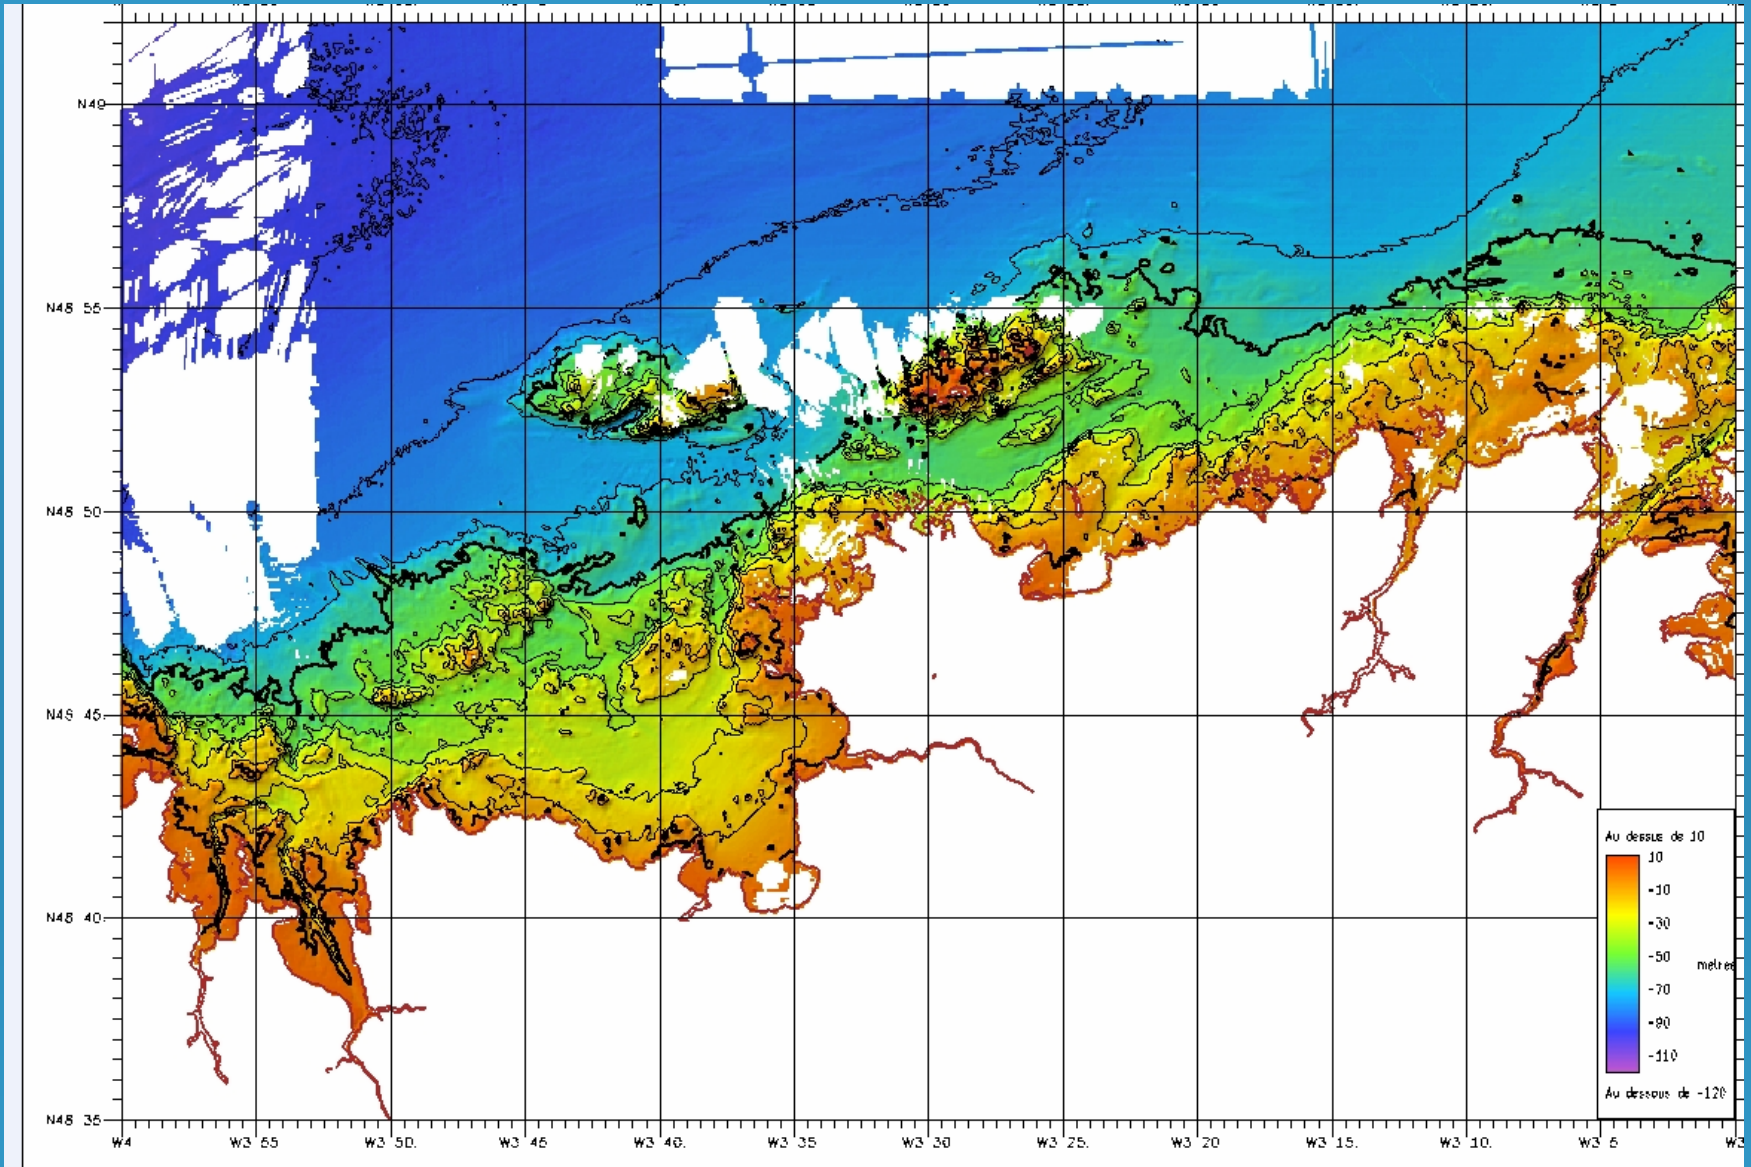 N49
N48 55
N48 50
N48 45
N48 40
N48 35
W4
W3 55
W3 50.
W3 45
W3 40.
W3 35
W3 30
W3 25.
W3 20
W3 15.
W3 10.
W3 5
W3
Au dessus de 10
10
-10
-30
-50
metres
-70
-90
-110
Au dessous de -120